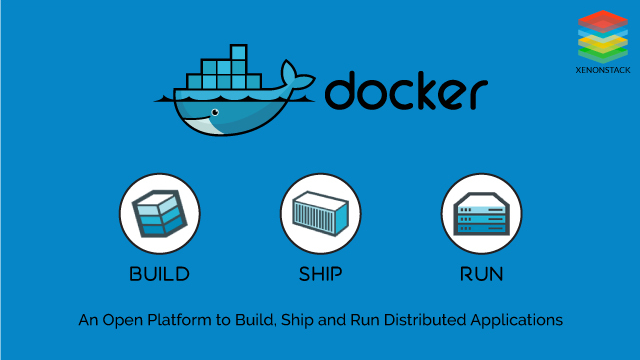 XENONSTACK
docker
BUILD
SHIP
RUN
An Open Platform to Build, Ship and Run Distributed Applications